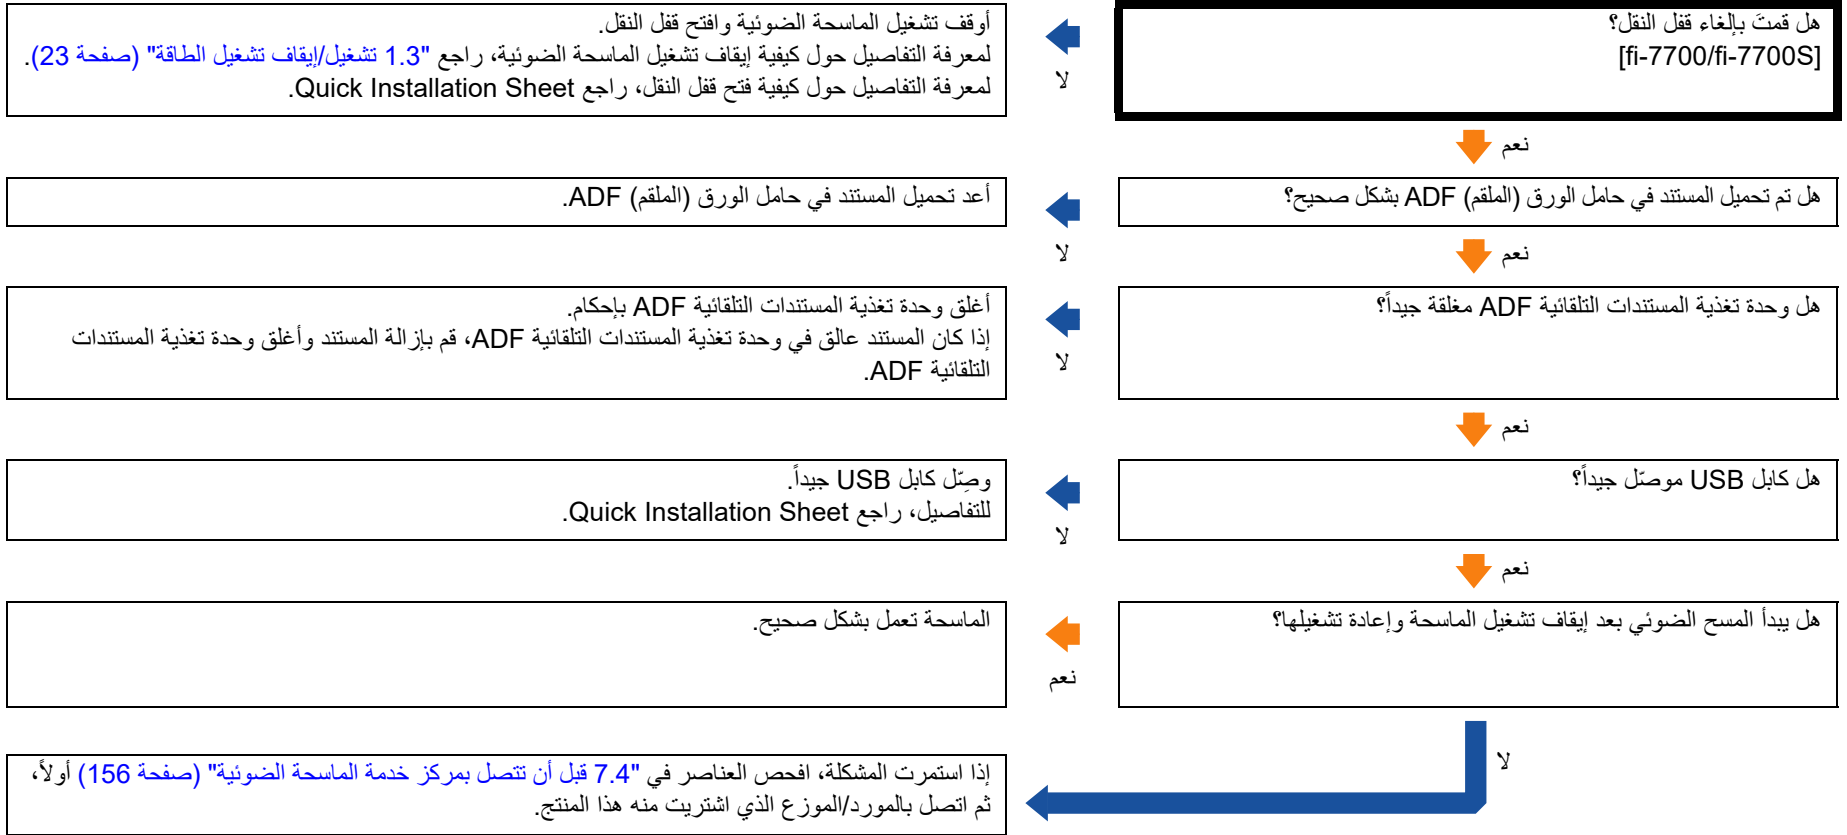 هل قمتَ بإلغاء قفل النقل؟
[fi-7700/fi-7700S]
لا
أوقف تشغيل الماسحة الضوئية وافتح قفل النقل.
لمعرفة التفاصيل حول كيفية إيقاف تشغيل الماسحة الضوئية، راجع "1.3 تشغيل/إيقاف تشغيل الطاقة" (صفحة 23).
لمعرفة التفاصيل حول كيفية فتح قفل النقل، راجع Quick Installation Sheet.
نعم
هل تم تحميل المستند في حامل الورق (الملقم) ADF بشكل صحيح؟
لا
أعد تحميل المستند في حامل الورق (الملقم) ADF.
نعم
هل وحدة تغذية المستندات التلقائية ADF مغلقة جيداً؟
لا
أغلق وحدة تغذية المستندات التلقائية ADF بإحكام.
إذا كان المستند عالق في وحدة تغذية المستندات التلقائية ADF، قم بإزالة المستند وأغلق وحدة تغذية المستندات
التلقائية ADF.
نعم
هل كابل USB موصّل جيداً؟
لا
وصِّل كابل USB جيداً.
للتفاصيل، راجع Quick Installation Sheet.
نعم
هل يبدأ المسح الضوئي بعد إيقاف تشغيل الماسحة وإعادة تشغيلها؟
نعم
الماسحة تعمل بشكل صحيح.
لا
إذا استمرت المشكلة، افحص العناصر في "7.4 قبل أن تتصل بمركز خدمة الماسحة الضوئية" (صفحة 156) أولاً،
ثم اتصل بالمورد/الموزع الذي اشتريت منه هذا المنتج.